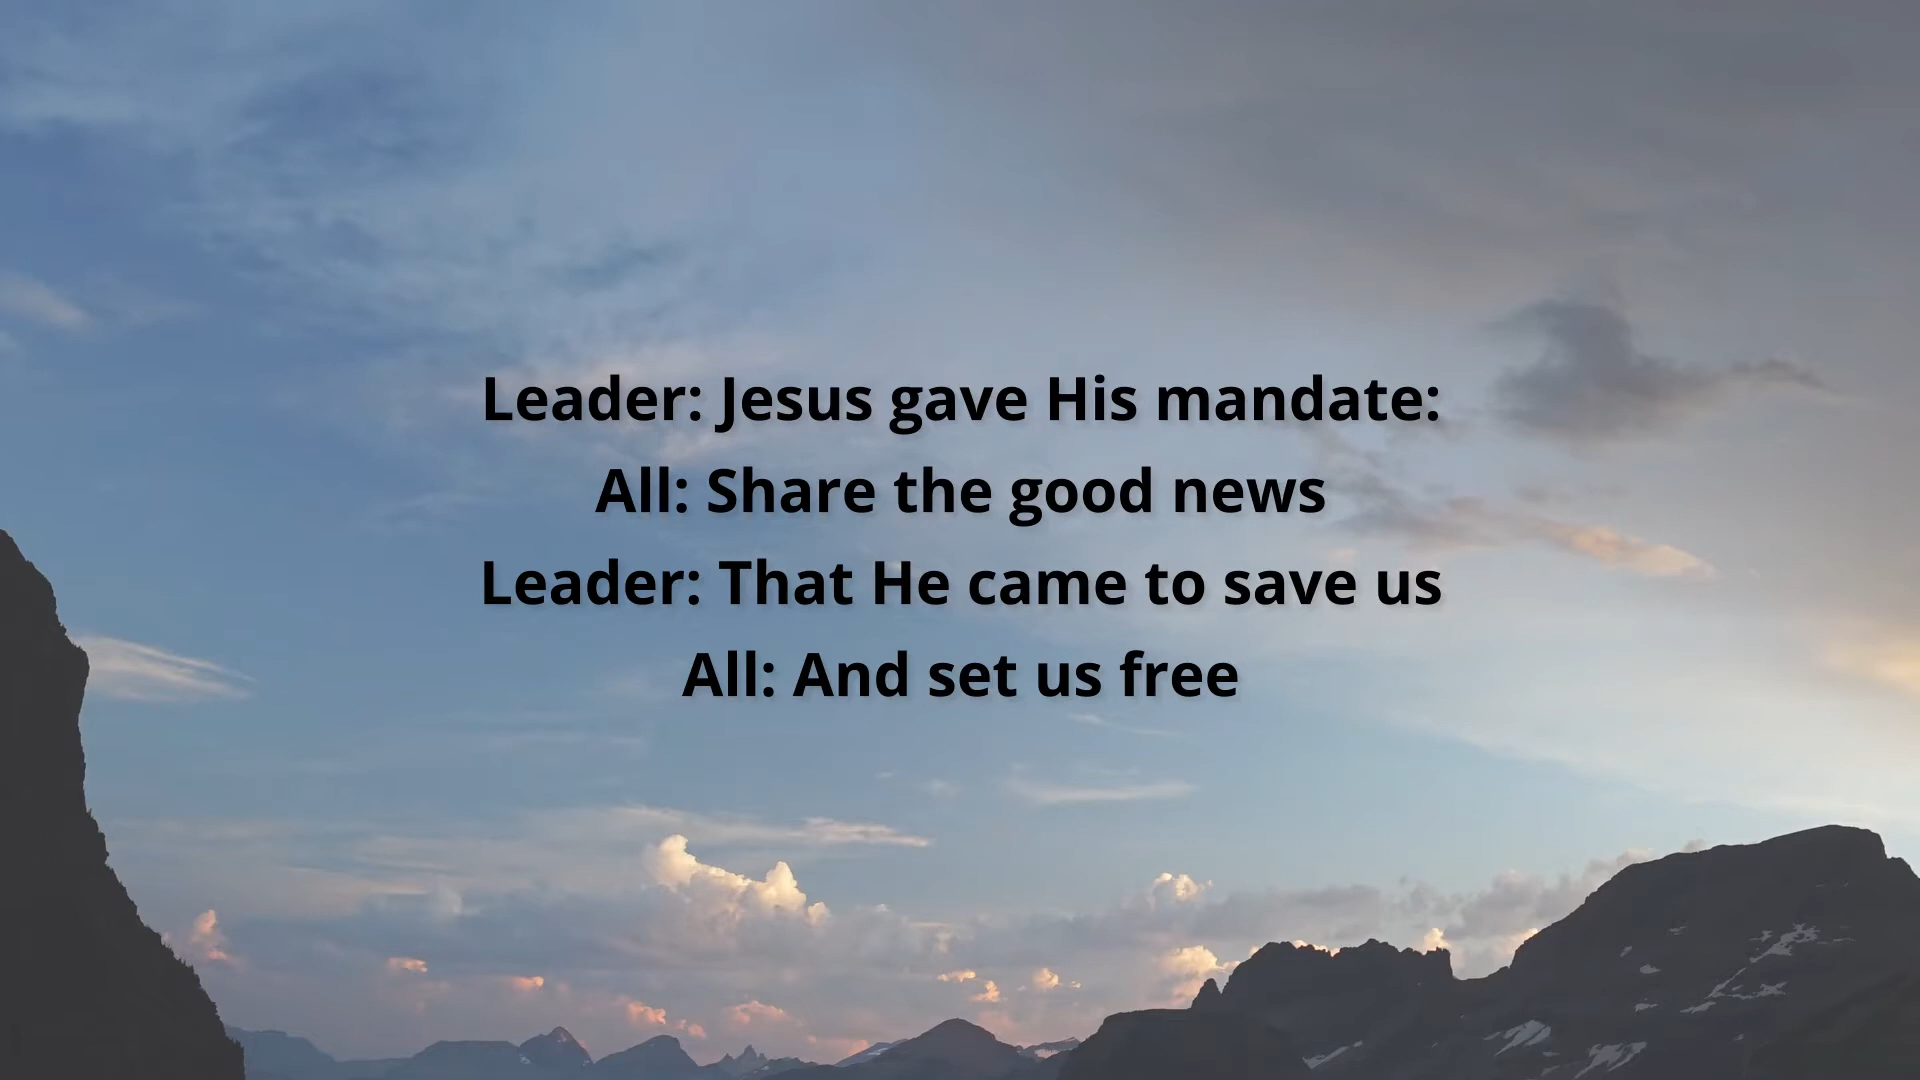 Leader: Jesus gave His mandate:
All: Share the good news
Leader: That He came to save us
All: And set us free